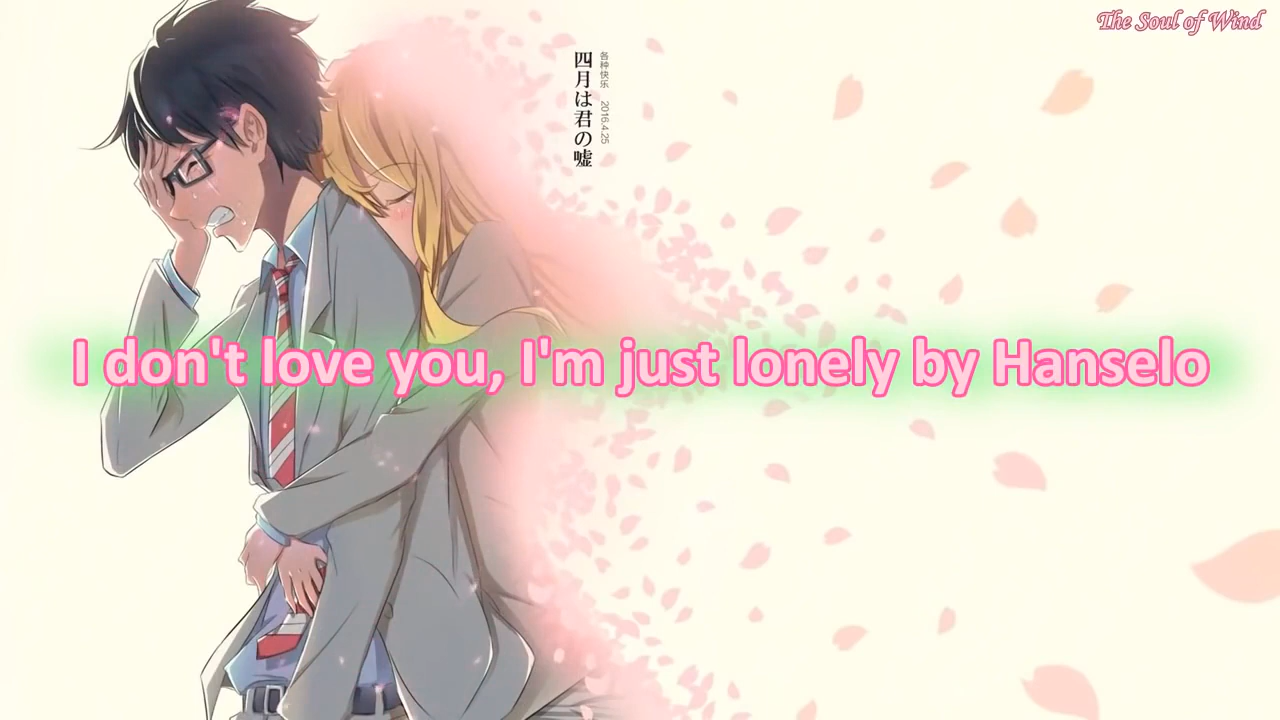 The Soul of Wind
四月は君の嘘
各种快乐 2016.4.25
I don't love you, I'm just lonely by Hanselo